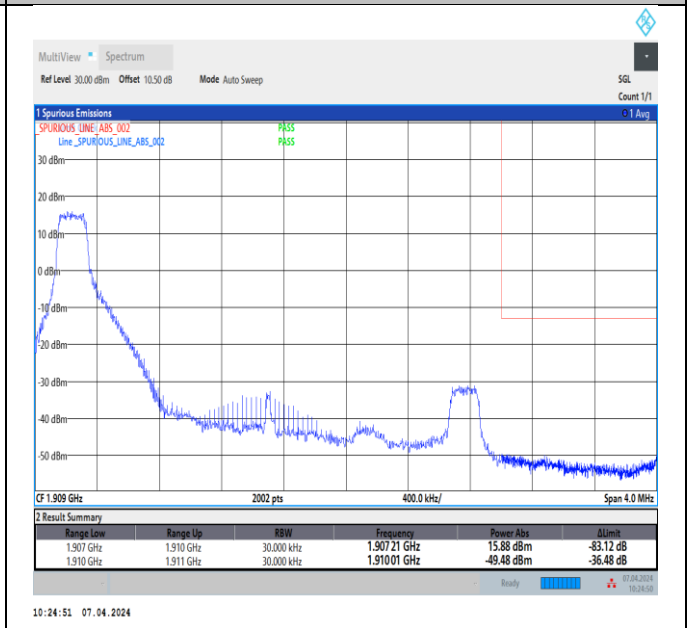 MultiView Spectrum
Ref Level 30.00 dBm Offset 10.50 dB Mode Auto Sweep SGL
Count 1/1
1 Spurious Emissions 1 Avg
_SPURIOUS_LINE_ABS_002 PASS
Line _SPURIOUS_LINE_ABS_002 PASS
30 dBm
20 dBm
10 dBm
0 dBm
-10 dBm
-20 dBm
-30 dBm
-40 dBm
-50 dBm
CF 1.909 GHz 2002 pts 400.0 kHz/ Span 4.0 MHz
2 Result Summary
Range Low Range Up RBW Frequency Power Abs ΔLimit
1.907 GHz 1.910 GHz 30.000 kHz 1.90721 GHz 15.88 dBm -83.12 dB
1.910 GHz 1.911 GHz 30.000 kHz 1.91001 GHz -49.48 dBm -36.48 dB
Ready 07.04.2024
10:24:50
10:24:51 07.04.2024